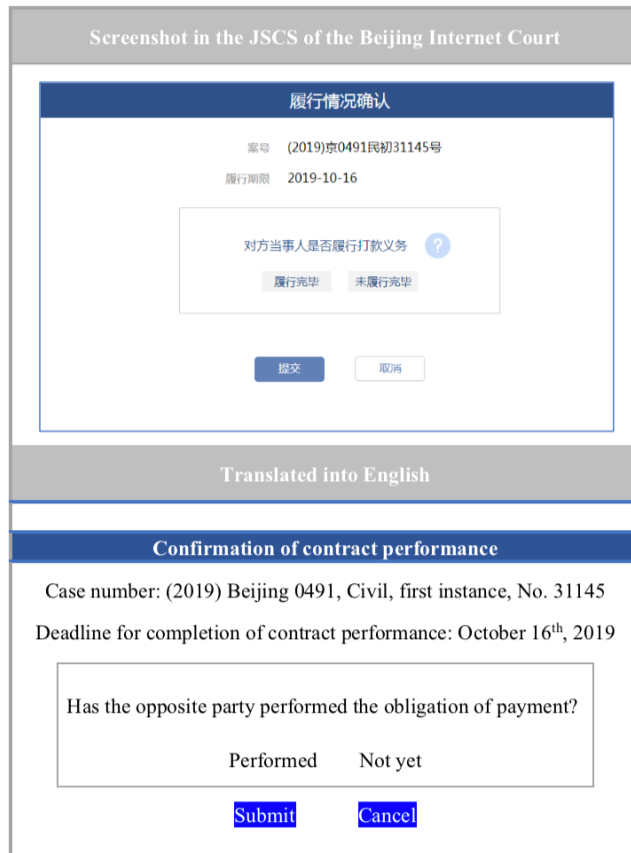 Screenshot in the JSCS of the Beijing Internet Court
履行情况确认
案号 (2019)京0491民初31145号
履行期限 2019-10-16
对方当事人是否履行打款义务 ?
履行完毕 未履行完毕
提交 取消
Translated into English
Confirmation of contract performance
Case number: (2019) Beijing 0491, Civil, first instance, No. 31145
Deadline for completion of contract performance: October 16th, 2019
Has the opposite party performed the obligation of payment?
Performed Not yet
Submit Cancel